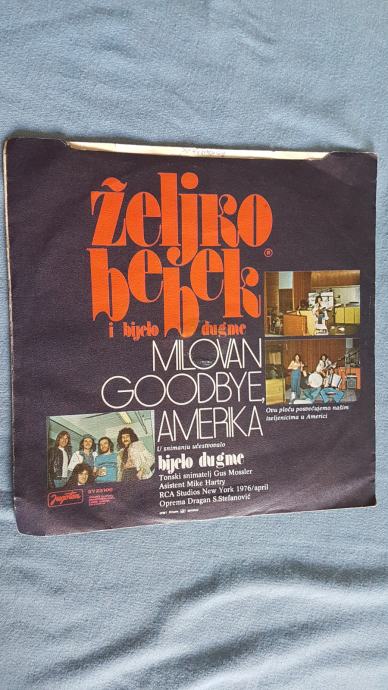 željko
bebek
®
i bijelo dugme
MILOVAN
GOODBYE,
AMERIKA
Ovu ploču posvećujemo našim
iseljenicima u Americi
U snimanju učestvovalo
bijelo dugme
Tonski snimatelj Gus Mossler
Asistent Mike Hartry
RCA Studios New York 1976/april
Oprema Dragan S.Stefanović
Jugoton